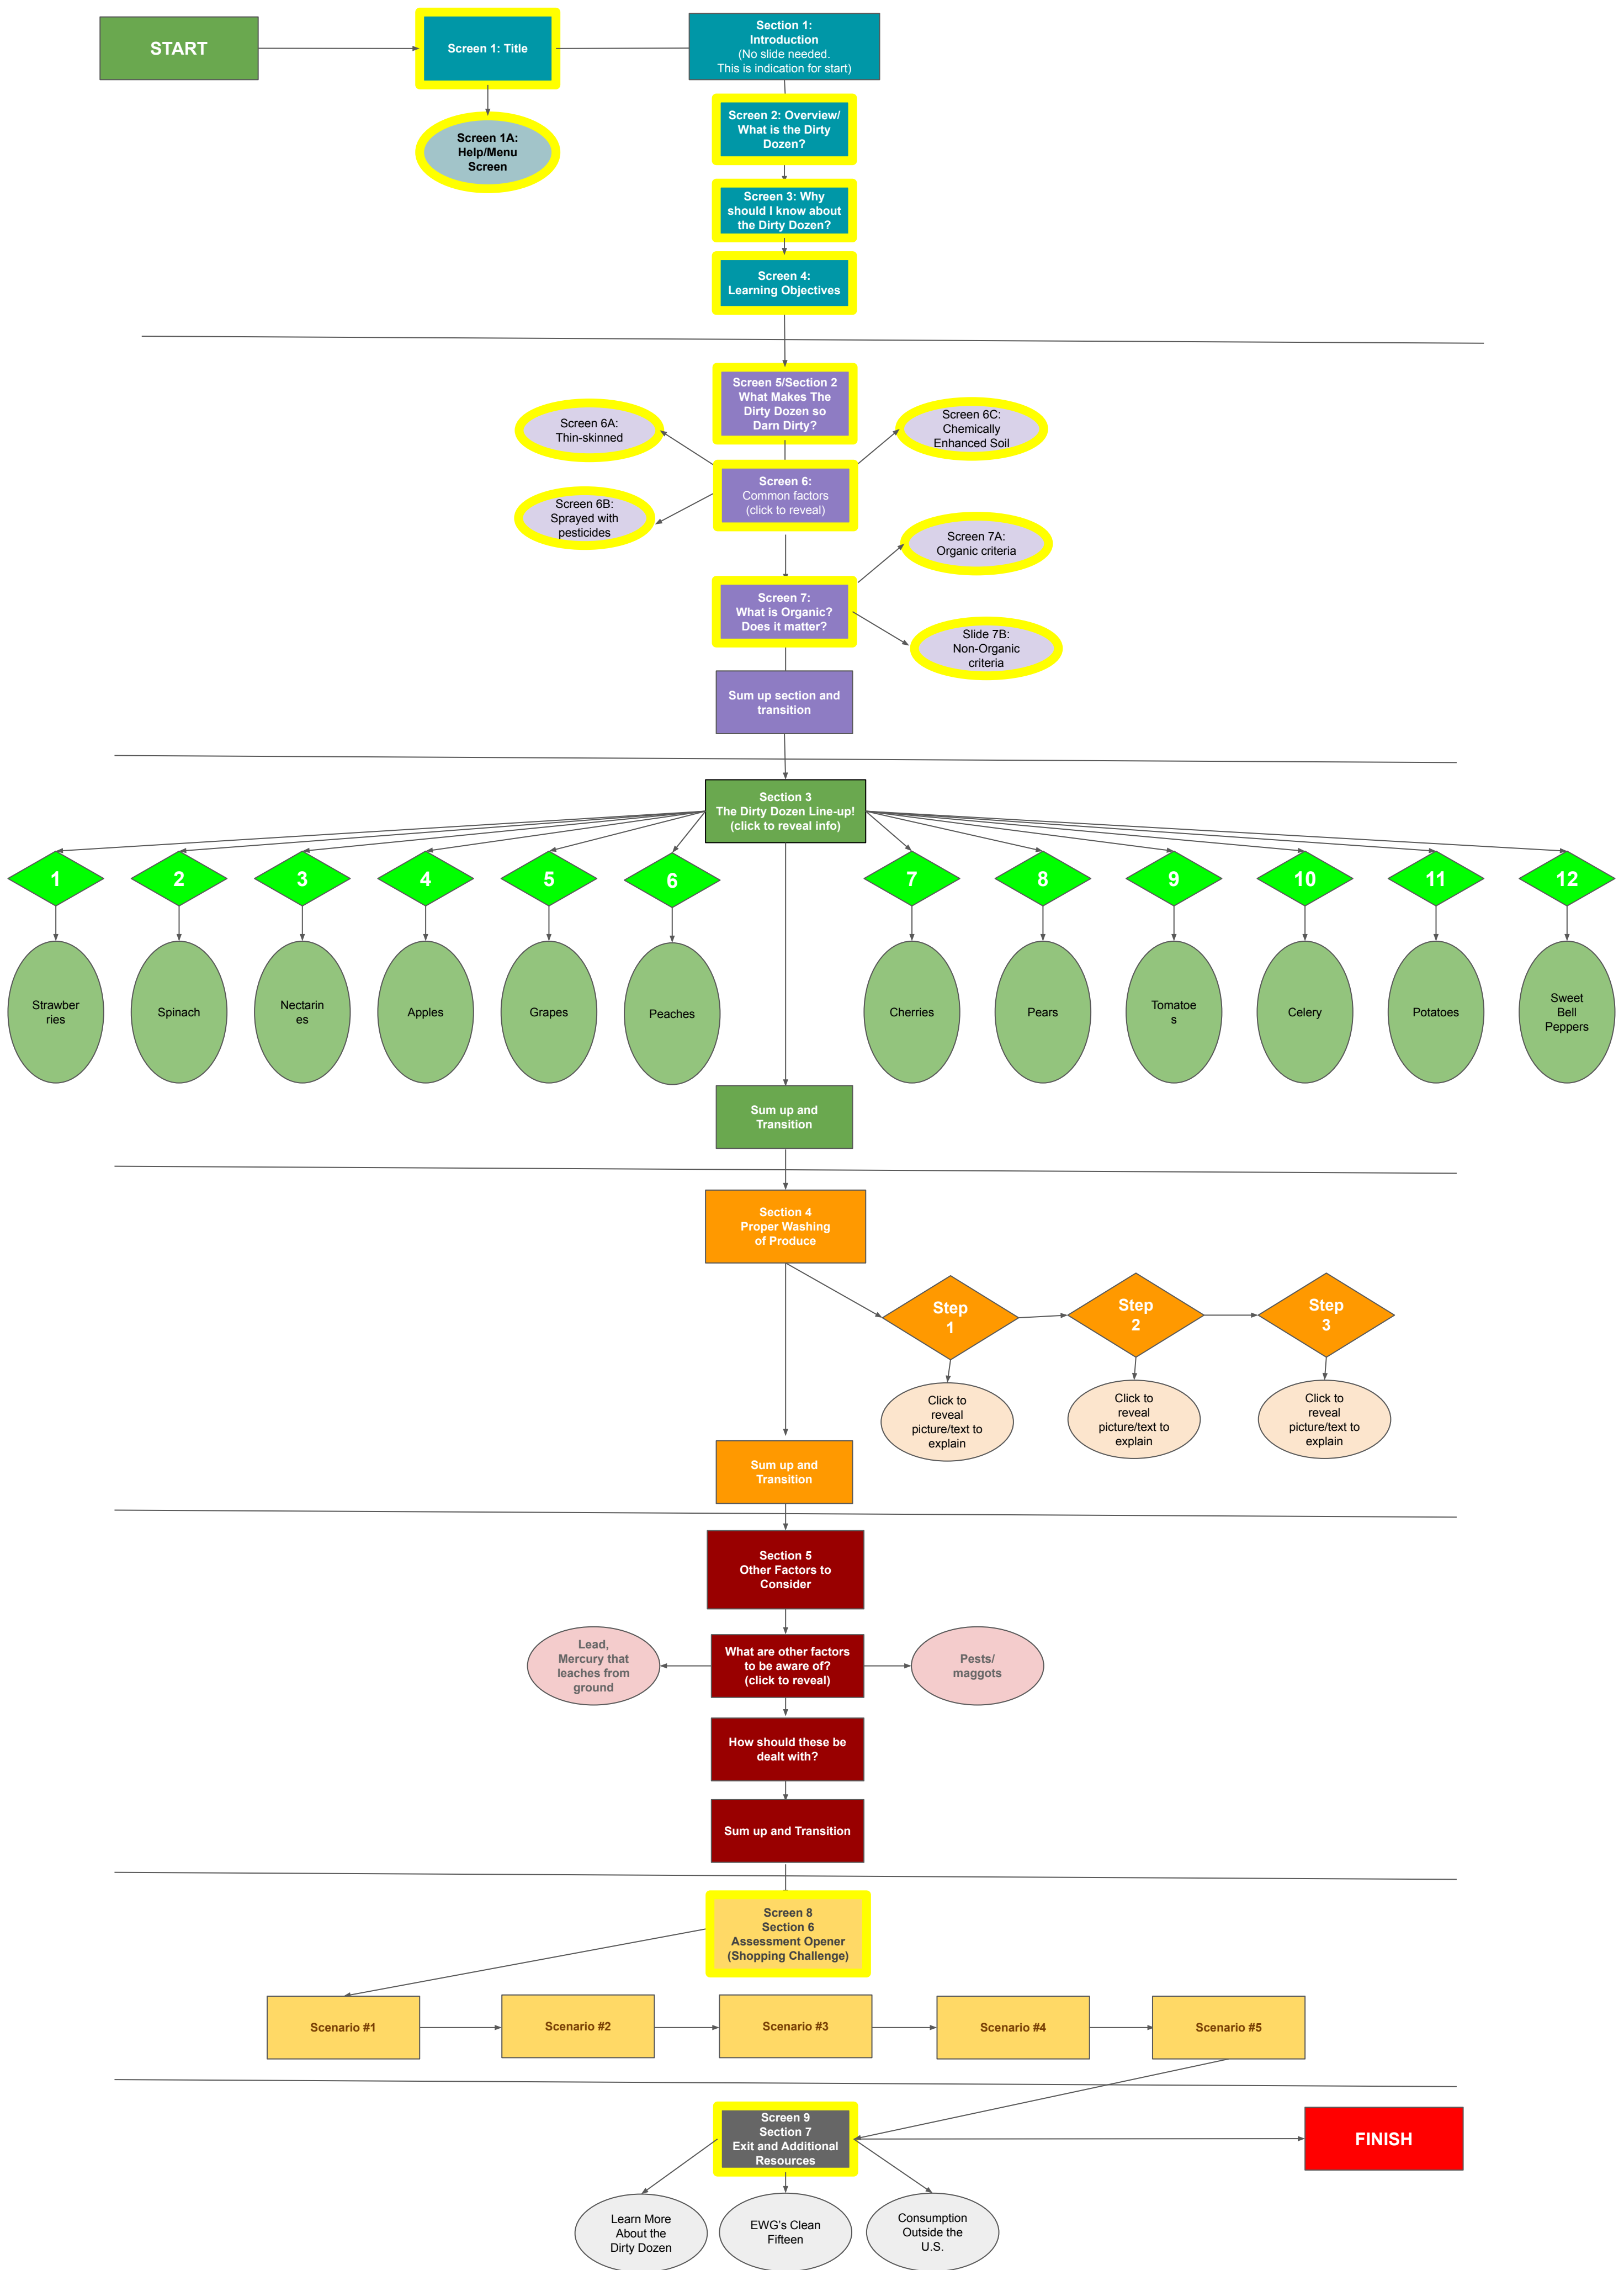 START
Screen 1: Title
Section 1:
Introduction
(No slide needed.
This is indication for start)
Screen 1A:
Help/Menu
Screen
Screen 2: Overview/
What is the Dirty
Dozen?
Screen 3: Why
should I know about
the Dirty Dozen?
Screen 4:
Learning Objectives
Screen 5/Section 2
What Makes The
Dirty Dozen so
Darn Dirty?
Screen 6A:
Thin-skinned
Screen 6C:
Chemically
Enhanced Soil
Screen 6:
Common factors
(click to reveal)
Screen 6B:
Sprayed with
pesticides
Screen 7A:
Organic criteria
Screen 7:
What is Organic?
Does it matter?
Slide 7B:
Non-Organic
criteria
Sum up section and
transition
Section 3
The Dirty Dozen Line-up!
(click to reveal info)
1
2
3
4
5
6
7
8
9
10
11
12
Strawber
ries
Spinach
Nectarin
es
Apples
Grapes
Peaches
Cherries
Pears
Tomatoe
s
Celery
Potatoes
Sweet
Bell
Peppers
Sum up and
Transition
Section 4
Proper Washing
of Produce
Step
1
Step
2
Step
3
Click to
reveal
picture/text to
explain
Click to
reveal
picture/text to
explain
Click to
reveal
picture/text to
explain
Sum up and
Transition
Section 5
Other Factors to
Consider
Lead,
Mercury that
leaches from
ground
What are other factors
to be aware of?
(click to reveal)
Pests/
maggots
How should these be
dealt with?
Sum up and Transition
Screen 8
Section 6
Assessment Opener
(Shopping Challenge)
Scenario #1
Scenario #2
Scenario #3
Scenario #4
Scenario #5
Screen 9
Section 7
Exit and Additional
Resources
FINISH
Learn More
About the
Dirty Dozen
EWG's Clean
Fifteen
Consumption
Outside the
U.S.